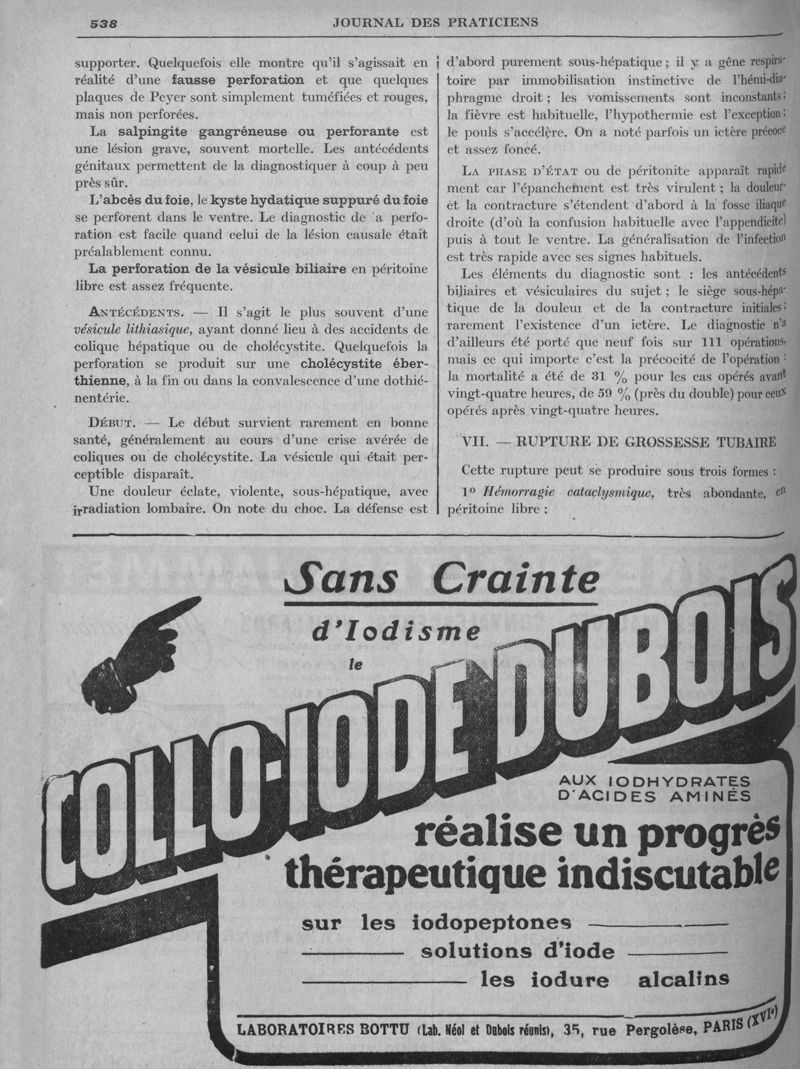 538
JOURNAL DES PRATICIENS
supporter. Quelquefois elle montre qu'il s'agissait en
réalité d'une fausse perforation et que quelques
plaques de Peyer sont simplement tuméfiées et rouges,
mais non perforées.
La salpingite gangréneuse ou perforante est
une lésion grave, souvent mortelle. Les antécédents
génitaux permettent de la diagnostiquer à coup à peu
près sûr.
L'abcès du foie, le kyste hydatique suppuré du foie
se perforent dans le ventre. Le diagnostic de 'a perfo-
ration est facile quand celui de la lésion causale était
préalablement connu.
La perforation de la vésicule biliaire en péritoine
libre est assez fréquente.
ANTÉCÉDENTS. — Il s'agit le plus souvent d'une
vésicule lithiasique, ayant donné lieu à des accidents de
colique hépatique ou de cholécystite. Quelquefois la
perforation se produit sur une cholécystite éber-
thienne, à la fin ou dans la convalescence d'une dothié-
nentérie.
DÉBUT. — Le début survient rarement en bonne
santé, généralement au cours d'une crise avérée de
coliques ou de cholécystite. La vésicule qui était per-
ceptible disparaît.
Une douleur éclate, violente, sous-hépatique, avec
irradiation lombaire. On note du choc. La défense est
d'abord purement sous-hépatique ; il y a gêne respira-
toire par immobilisation instinctive de l'hémi-dia-
phragme droit ; les vomissements sont inconstants ;
la fièvre est habituelle, l'hypothermie est l'exception ;
le pouls s'accélère. On a noté parfois un ictère précoce
et assez foncé.
LA PHASE D'ÉTAT ou de péritonite apparaît rapide
ment car l'épanchement est très virulent ; la douleur
et la contracture s'étendent d'abord à la fosse iliaque
droite (d'où la confusion habituelle avec l'appendicite)
puis à tout le ventre. La généralisation de l'infection
est très rapide avec ses signes habituels.
Les éléments du diagnostic sont : les antécédents
biliaires et vésiculaires du sujet ; le siège sous-hépa-
tique de la douleur et de la contracture initiales ;
rarement l'existence d'un ictère. Le diagnostic n'a
d'ailleurs été porté que neuf fois sur 111 opérations,
mais ce qui importe c'est la précocité de l'opération :
la mortalité a été de 31 % pour les cas opérés avant
vingt-quatre heures, de 59 % (près du double) pour ceux
opérés après vingt-quatre heures.
VII. — RUPTURE DE GROSSESSE TUBAIRE
Cette rupture peut se produire sous trois formes :
1º Hémorragie cataclysmique, très abondante, en
péritoine libre :
Sans Crainte
d'Iodisme
le
COLLO-IODE DUBOIS
AUX IODHYDRATES
D'ACIDES AMINÉS
réalise un progrès
thérapeutique indiscutable
sur les iodopeptones
solutions d'iode
les iodure alcalins
LABORATOIRES BOTTU (Lab. Néol et Dubois réunis), 35, rue Pergolèse, PARIS (XVIe)